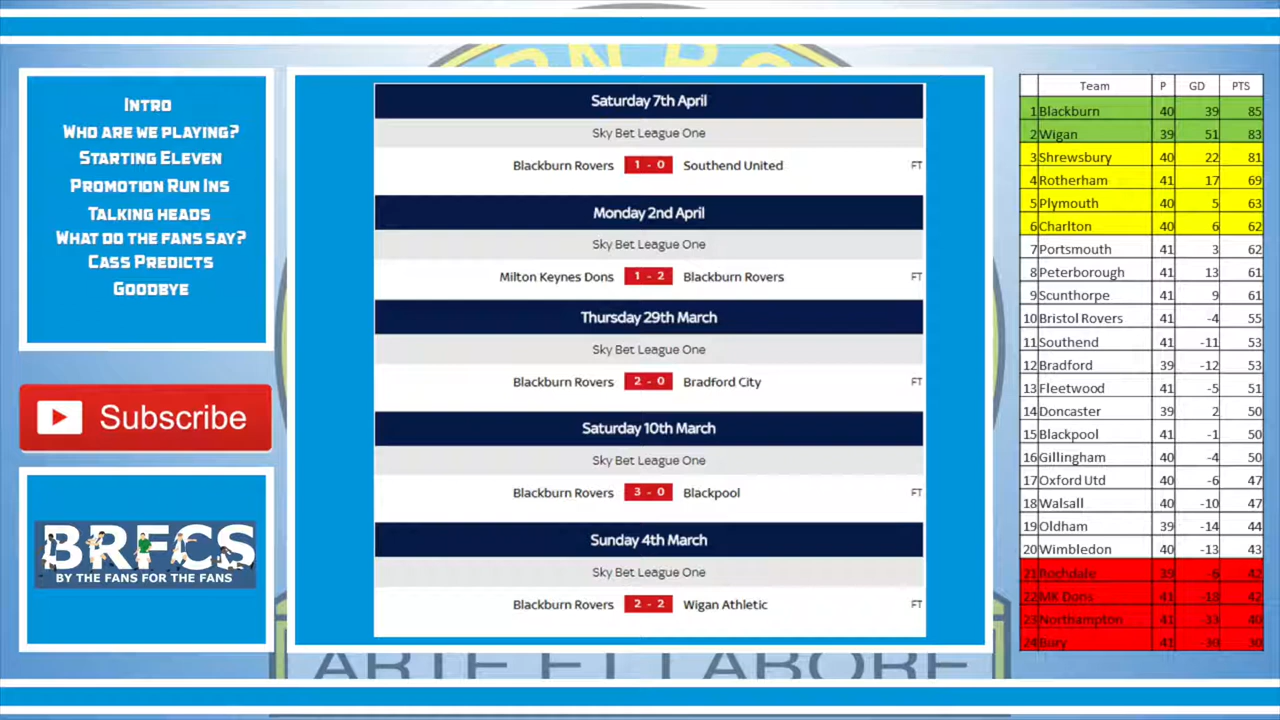 RN RO
INTRO
WHO ARE WE PLAYING?
STARTING ELEVEN
PROMOTION RUN INS
TALKING HEADS
WHAT DO THE FANS SAY?
CASS PREDICTS
GOODBYE
Subscribe
BRFCS
BY THE FANS FOR THE FANS
Saturday 7th April
Sky Bet League One
Blackburn Rovers 1 - 0 Southend United FT
Monday 2nd April
Sky Bet League One
Milton Keynes Dons 1 - 2 Blackburn Rovers FT
Thursday 29th March
Sky Bet League One
Blackburn Rovers 2 - 0 Bradford City FT
Saturday 10th March
Sky Bet League One
Blackburn Rovers 3 - 0 Blackpool FT
Sunday 4th March
Sky Bet League One
Blackburn Rovers 2 - 2 Wigan Athletic FT
ARTE ET LABORE
Team P GD PTS
1 Blackburn 40 39 85
2 Wigan 39 51 83
3 Shrewsbury 40 22 81
4 Rotherham 41 17 69
5 Plymouth 40 5 63
6 Charlton 40 6 62
7 Portsmouth 41 3 62
8 Peterborough 41 13 61
9 Scunthorpe 41 9 61
10 Bristol Rovers 41 -4 55
11 Southend 41 -11 53
12 Bradford 39 -12 53
13 Fleetwood 41 -5 51
14 Doncaster 39 2 50
15 Blackpool 41 -1 50
16 Gillingham 40 -4 50
17 Oxford Utd 40 -6 47
18 Walsall 40 -10 47
19 Oldham 39 -14 44
20 Wimbledon 40 -13 43
21 Rochdale 39 -6 42
22 MK Dons 41 -18 42
23 Northampton 41 -33 40
24 Bury 41 -30 30